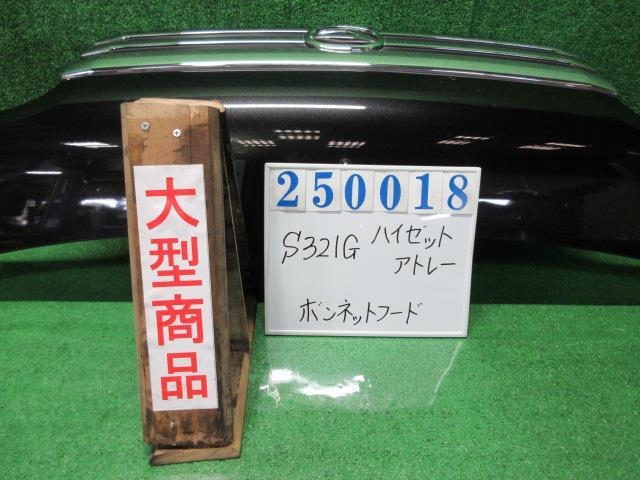 大型商品
250018
S321G ハイゼット
アトレー
ボンネットフード